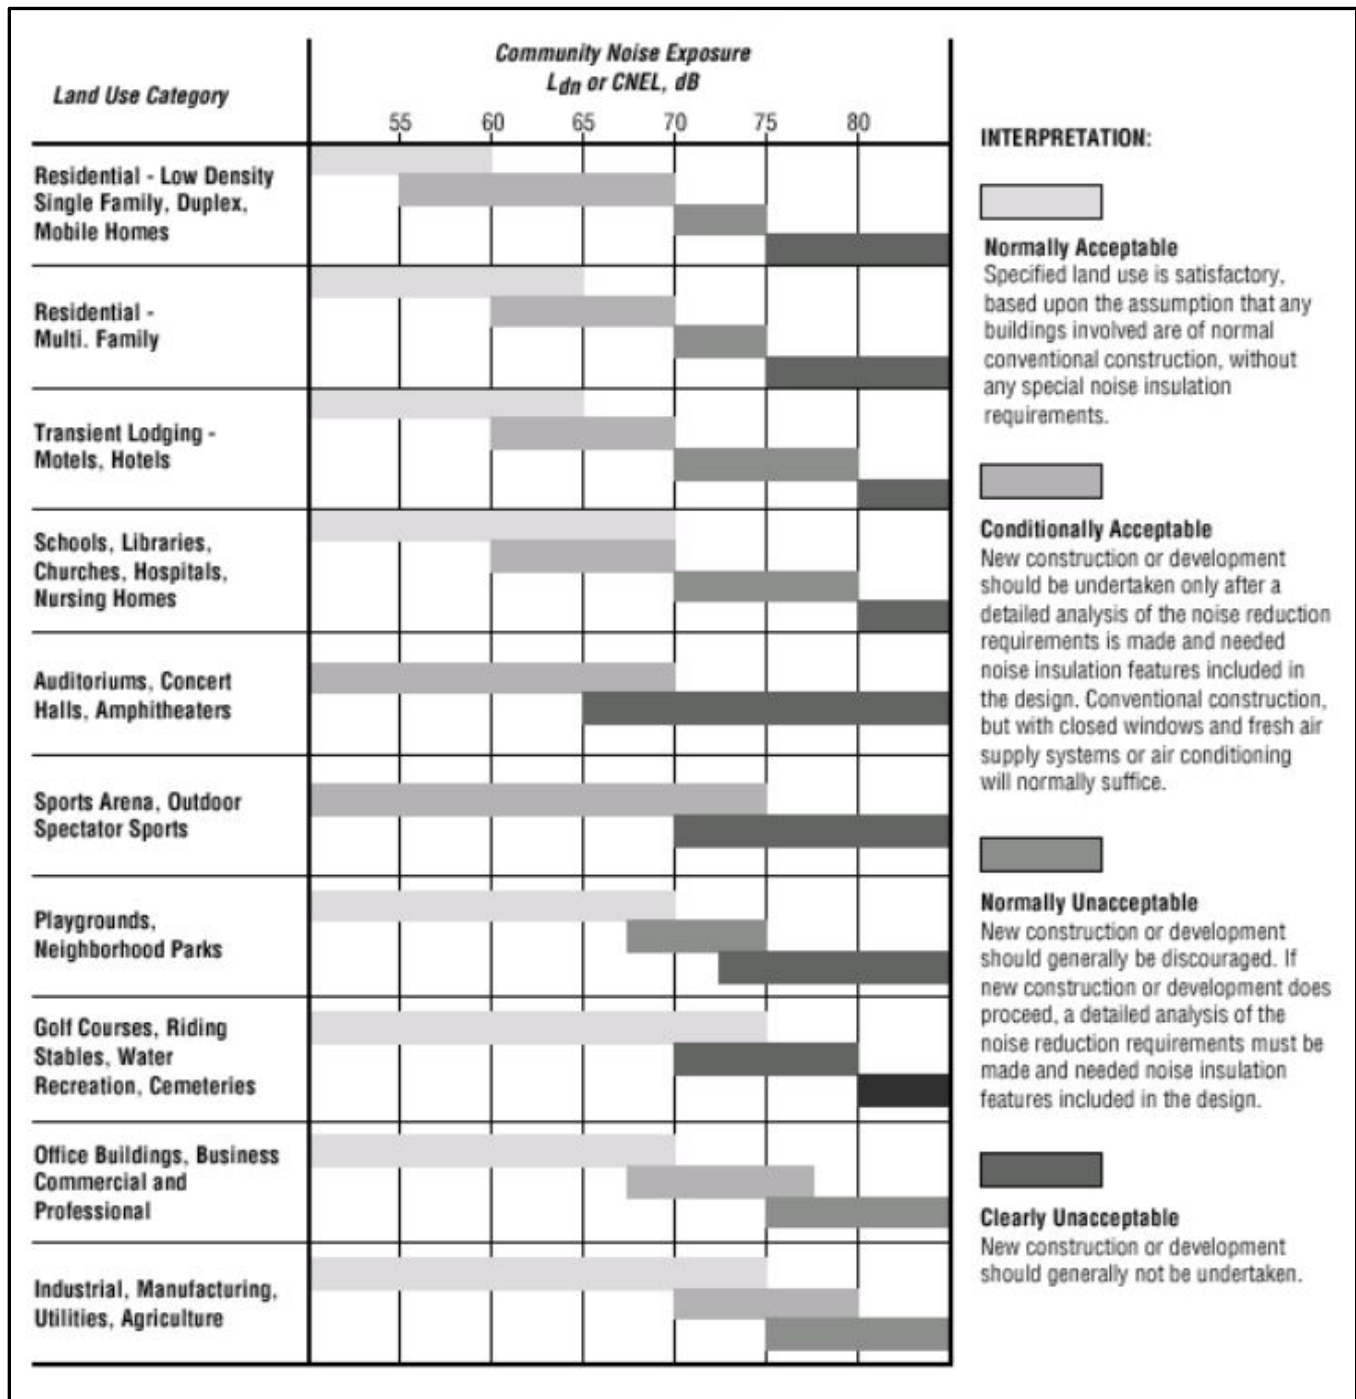 Community Noise Exposure
Ldn or CNEL, dB
Land Use Category
55 60 65 70 75 80
INTERPRETATION:
Residential - Low Density
Single Family, Duplex,
Mobile Homes
Residential -
Multi. Family
Transient Lodging -
Motels, Hotels
Schools, Libraries,
Churches, Hospitals,
Nursing Homes
Auditoriums, Concert
Halls, Amphitheaters
Sports Arena, Outdoor
Spectator Sports
Playgrounds,
Neighborhood Parks
Golf Courses, Riding
Stables, Water
Recreation, Cemeteries
Office Buildings, Business
Commercial and
Professional
Industrial, Manufacturing,
Utilities, Agriculture
Normally Acceptable
Specified land use is satisfactory,
based upon the assumption that any
buildings involved are of normal
conventional construction, without
any special noise insulation
requirements.
Conditionally Acceptable
New construction or development
should be undertaken only after a
detailed analysis of the noise reduction
requirements is made and needed
noise insulation features included in
the design. Conventional construction,
but with closed windows and fresh air
supply systems or air conditioning
will normally suffice.
Normally Unacceptable
New construction or development
should generally be discouraged. If
new construction or development does
proceed, a detailed analysis of the
noise reduction requirements must be
made and needed noise insulation
features included in the design.
Clearly Unacceptable
New construction or development
should generally not be undertaken.